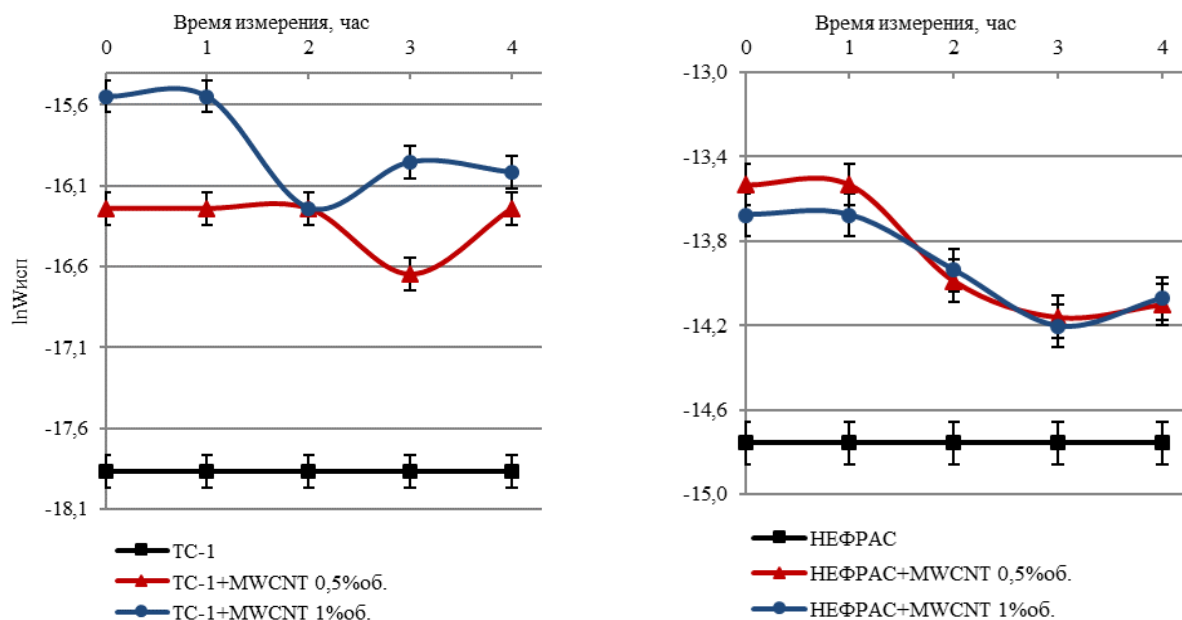 Время измерения, час
0 1 2 3 4
-15,6
-16,1
-16,6
-17,1
-17,6
-18,1
lnWисп
ТС-1
ТС-1+MWCNT 0,5%об.
ТС-1+MWCNT 1%об.
Время измерения, час
0 1 2 3 4
-13,0
-13,4
-13,8
-14,2
-14,6
-15,0
НЕФРАС
НЕФРАС+MWCNT 0,5%об.
НЕФРАС+MWCNT 1%об.